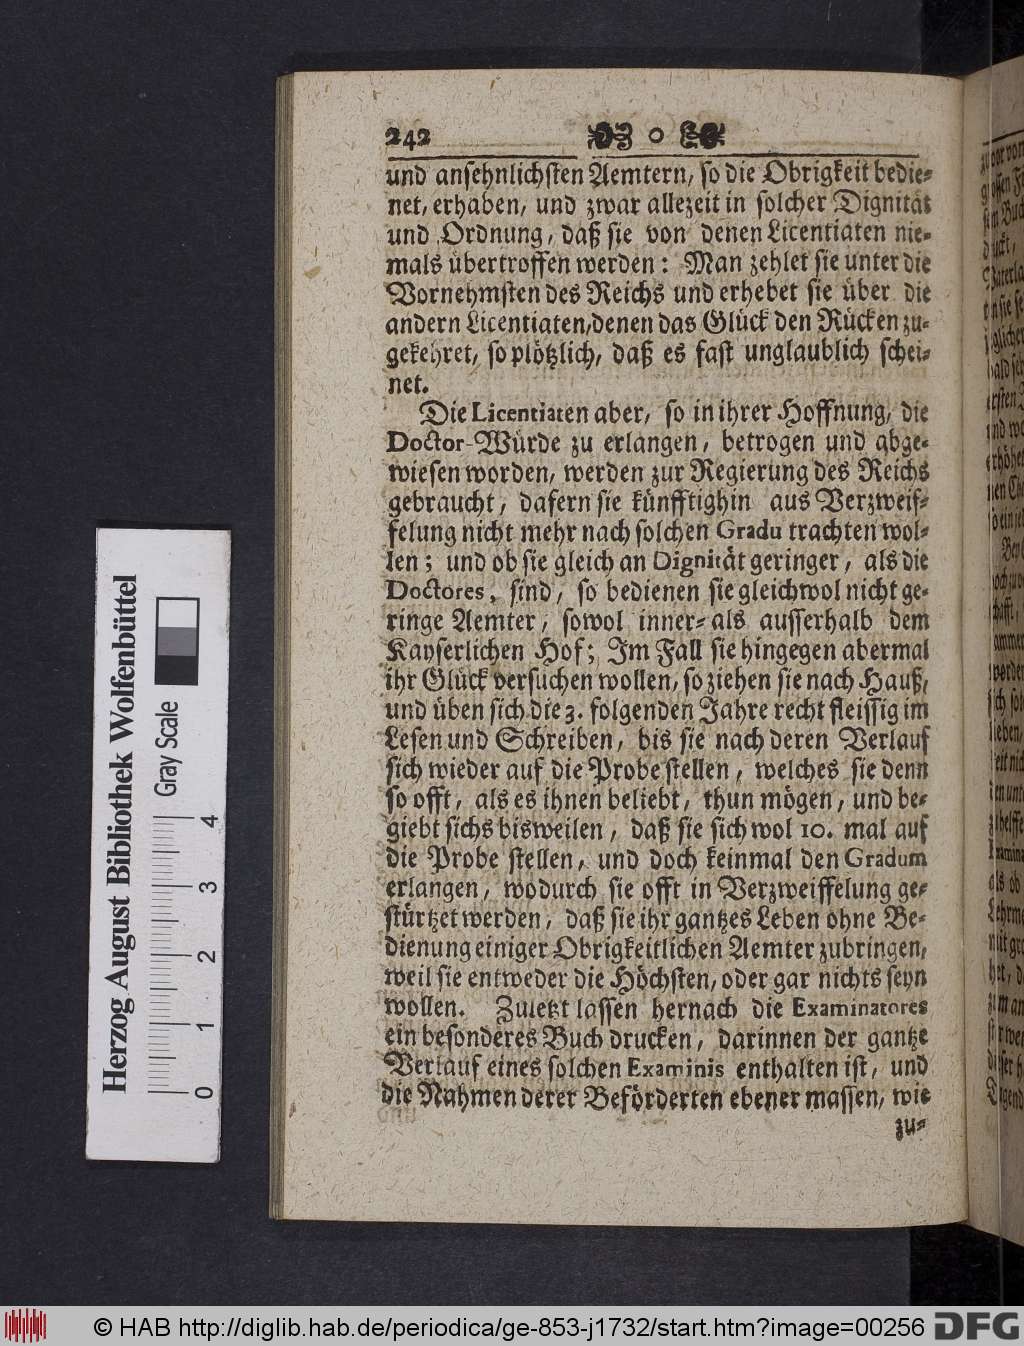 242
und ansehnlichsten Aemtern, so die Obrigkeit bedie-
net, erhaben, und zwar allezeit in solcher Dignität
und Ordnung, daß sie von denen Licentiaten nie-
mals übertroffen werden: Man zehlet sie unter die
Vornehmsten des Reichs und erhebet sie über die
andern Licentiaten, denen das Glück den Rücken zu-
gekehret, so plötzlich, daß es fast unglaublich schei-
net.
Die Licentiaten aber, so in ihrer Hoffnung, die
Doctor-Würde zu erlangen, betrogen und abge-
wiesen worden, werden zur Regierung des Reichs
gebraucht, dafern sie künfftighin aus Verzweif-
felung nicht mehr nach solchen Gradu trachten wol-
len; und ob sie gleich an Dignität geringer, als die
Doctores, sind, so bedienen sie gleichwol nicht ge-
ringe Aemter, sowol inner- als ausserhalb dem
Kayserlichen Hof; Im Fall sie hingegen abermal
ihr Glück versuchen wollen, so ziehen sie nach Hauß,
und üben sich die 3. folgenden Jahre recht fleissig im
Lesen und Schreiben, bis sie nach deren Verlauf
sich wieder auf die Probe stellen, welches sie denn
so offt, als es ihnen beliebt, thun mögen, und be-
giebt sichs bisweilen, daß sie sich wol 10. mal auf
die Probe stellen, und doch keinmal den Gradum
erlangen, wodurch sie offt in Verzweiffelung ge-
stürtzet werden, daß sie ihr gantzes Leben ohne Be-
dienung einiger Obrigkeitlichen Aemter zubringen,
weil sie entweder die Höchsten, oder gar nichts seyn
wollen. Zuletzt lassen hernach die Examinatores
ein besonderes Buch drucken, darinnen der gantze
Verlauf eines solchen Examinis enthalten ist, und
die Nahmen derer Beförderten ebener massen, wie
zu-
Herzog August Bibliothek Wolfenbüttel
Gray Scale
0 1 2 3 4
© HAB http://diglib.hab.de/periodica/ge-853-j1732/start.htm?image=00256
DFG